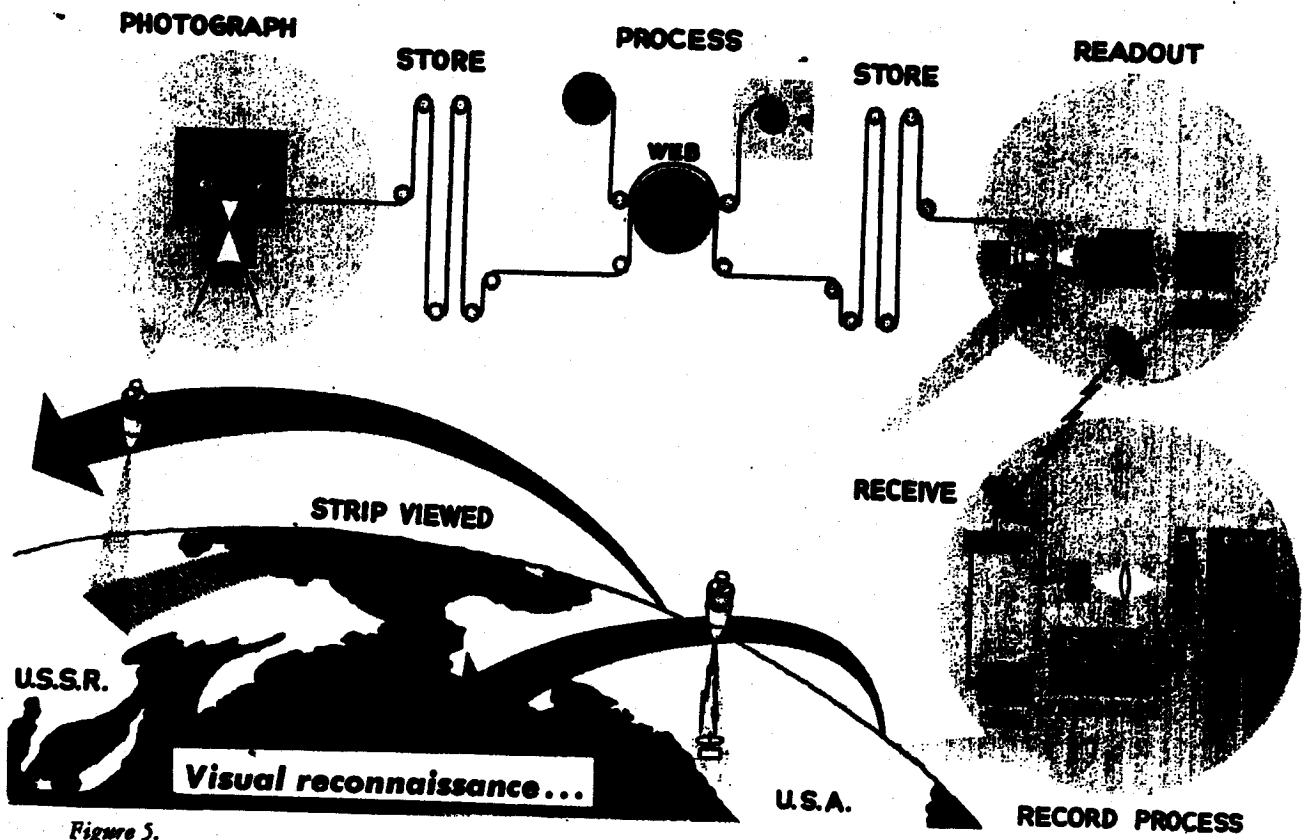 PHOTOGRAPH
STORE
PROCESS
WEB
STORE
READOUT
STRIP VIEWED
RECEIVE
U.S.S.R.
Visual reconnaissance...
U.S.A.
RECORD PROCESS
Figure 5.